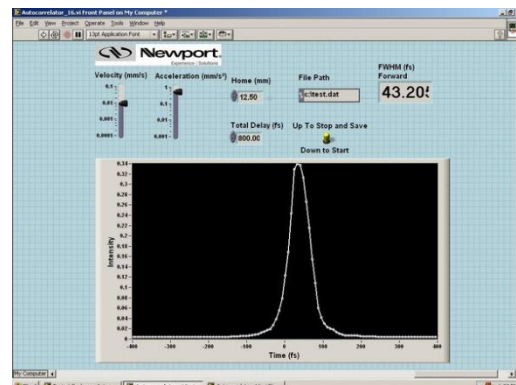 Autocorrelator_16.vi Front Panel on My Computer *
File Edit View Project Operate Tools Window Help
13pt Application Font
Newport
Experience | Solutions
Velocity (mm/s)
Acceleration (mm/s²)
Home (mm)
File Path
FWHM (fs)
Forward
0.1
0.01
0.001
0.0001
1
0.1
0.01
0.001
12.50
c:\test.dat
43.205
Total Delay (fs)
Up To Stop and Save
800.00
Down to Start
0.34
0.32
0.3
0.28
0.26
0.24
0.22
0.2
0.18
0.16
0.14
0.12
0.1
0.08
0.06
0.04
0.02
0
Intensity
-400
-300
-200
-100
0
100
200
300
400
Time (fs)
My Computer